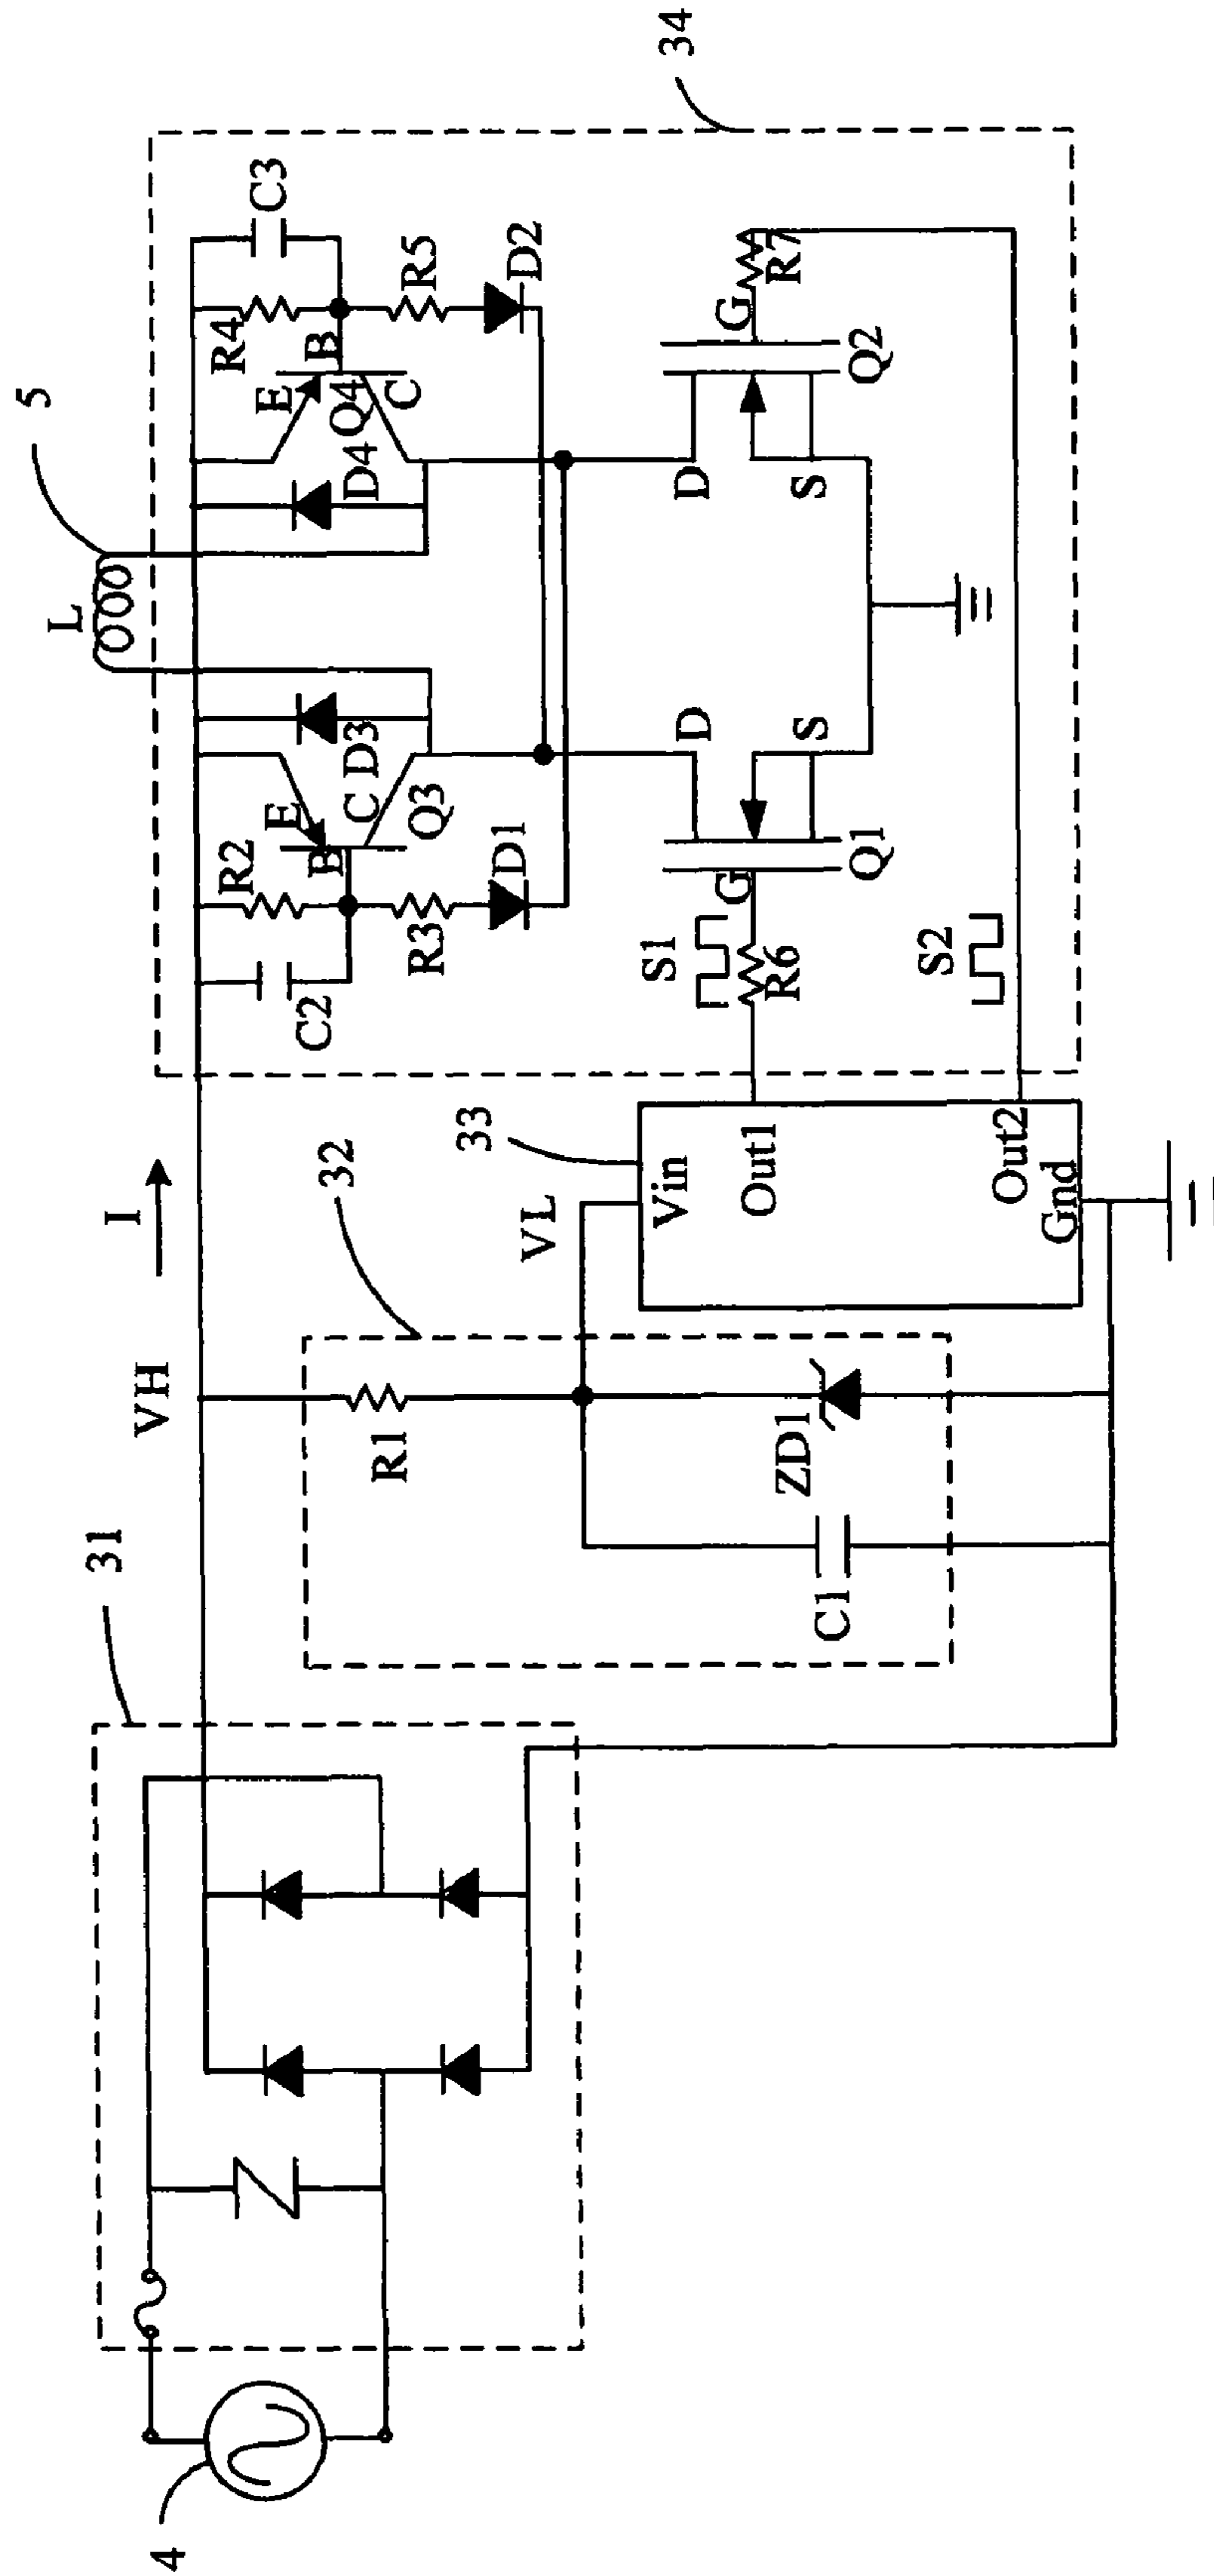 4
31
VH
I
32
R1
C1
ZD1
VL
33
Vin
Out1
Out2
Gnd
5
L
34
C2
R2
B
E
C
D3
Q3
R3
D1
D4
E
Q4
B
C
R4
C3
R5
D2
S1
R6
G
D
S
Q1
D
S
G
Q2
R7
S2